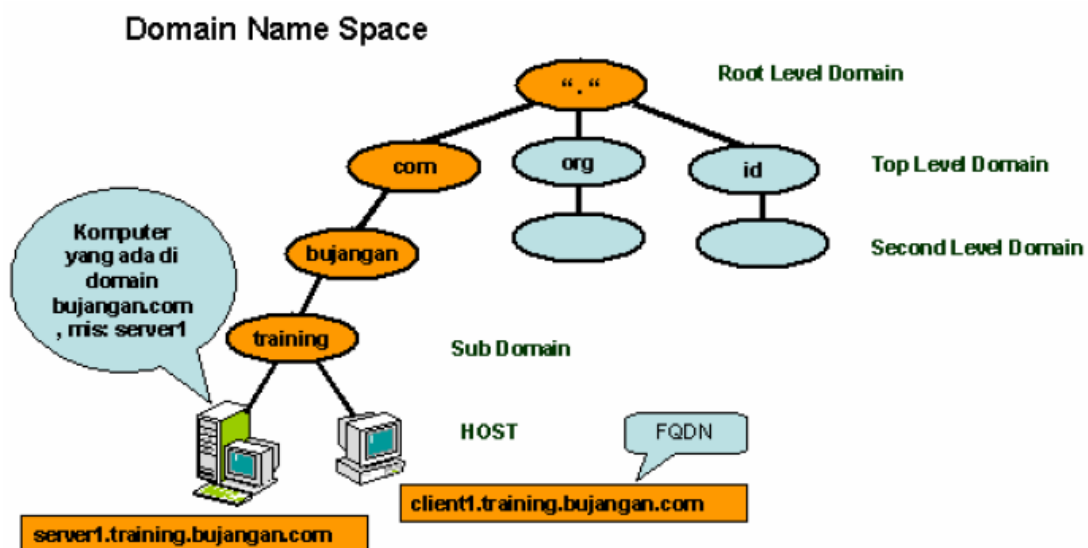 Domain Name Space
“.“
Root Level Domain
com
org
id
Top Level Domain
Komputer
yang ada di
domain
bujangan.com
, mis: server1
bujangan
Second Level Domain
training
Sub Domain
HOST
FQDN
client1.training.bujangan.com
server1.training.bujangan.com